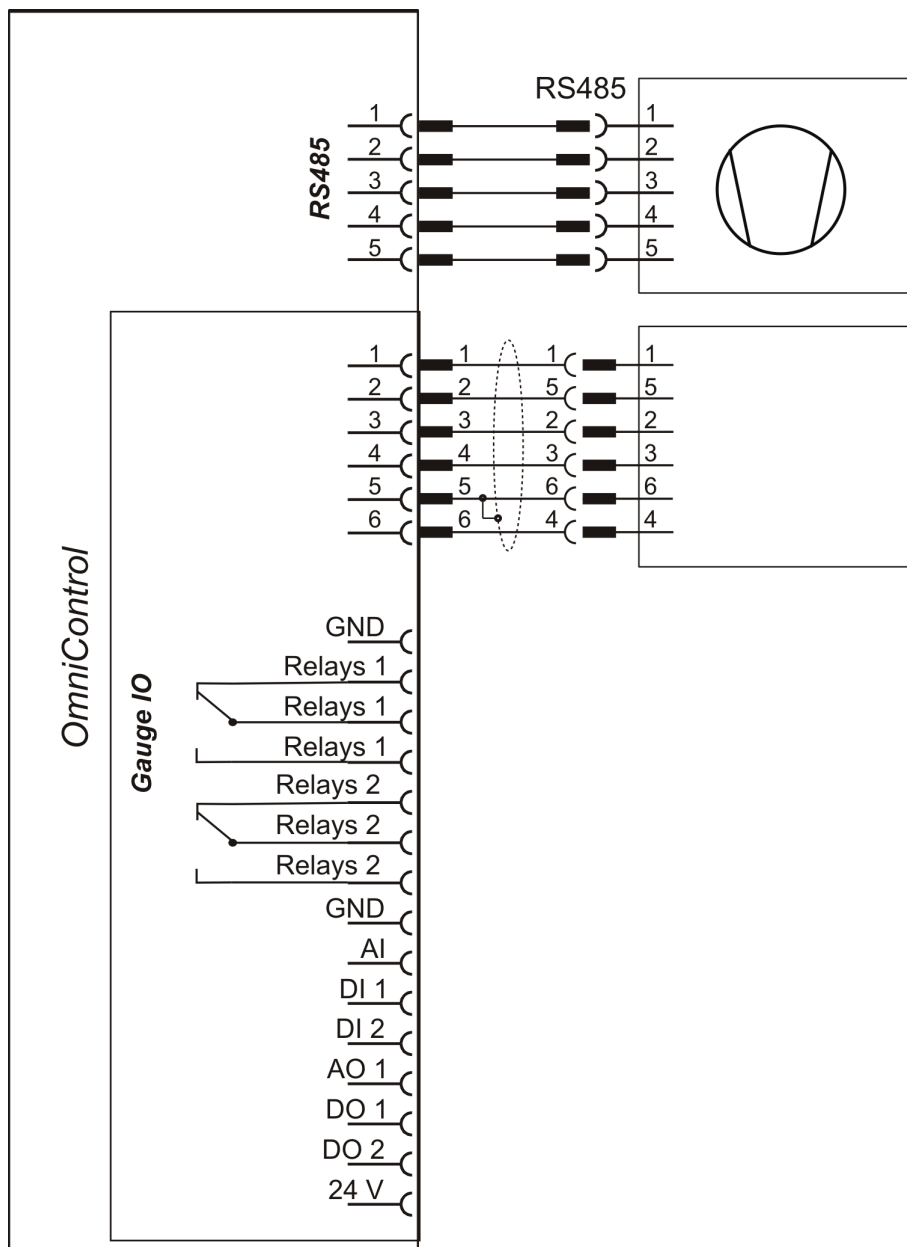 RS485
RS485
1 1
2 2
3 3
4 4
5 5
OmniControl
Gauge IO
1 1 1 1
2 2 5 5
3 3 2 2
4 4 3 3
5 5 6 6
6 6 4 4
GND
Relays 1
Relays 1
Relays 1
Relays 2
Relays 2
Relays 2
GND
AI
DI 1
DI 2
AO 1
DO 1
DO 2
24 V